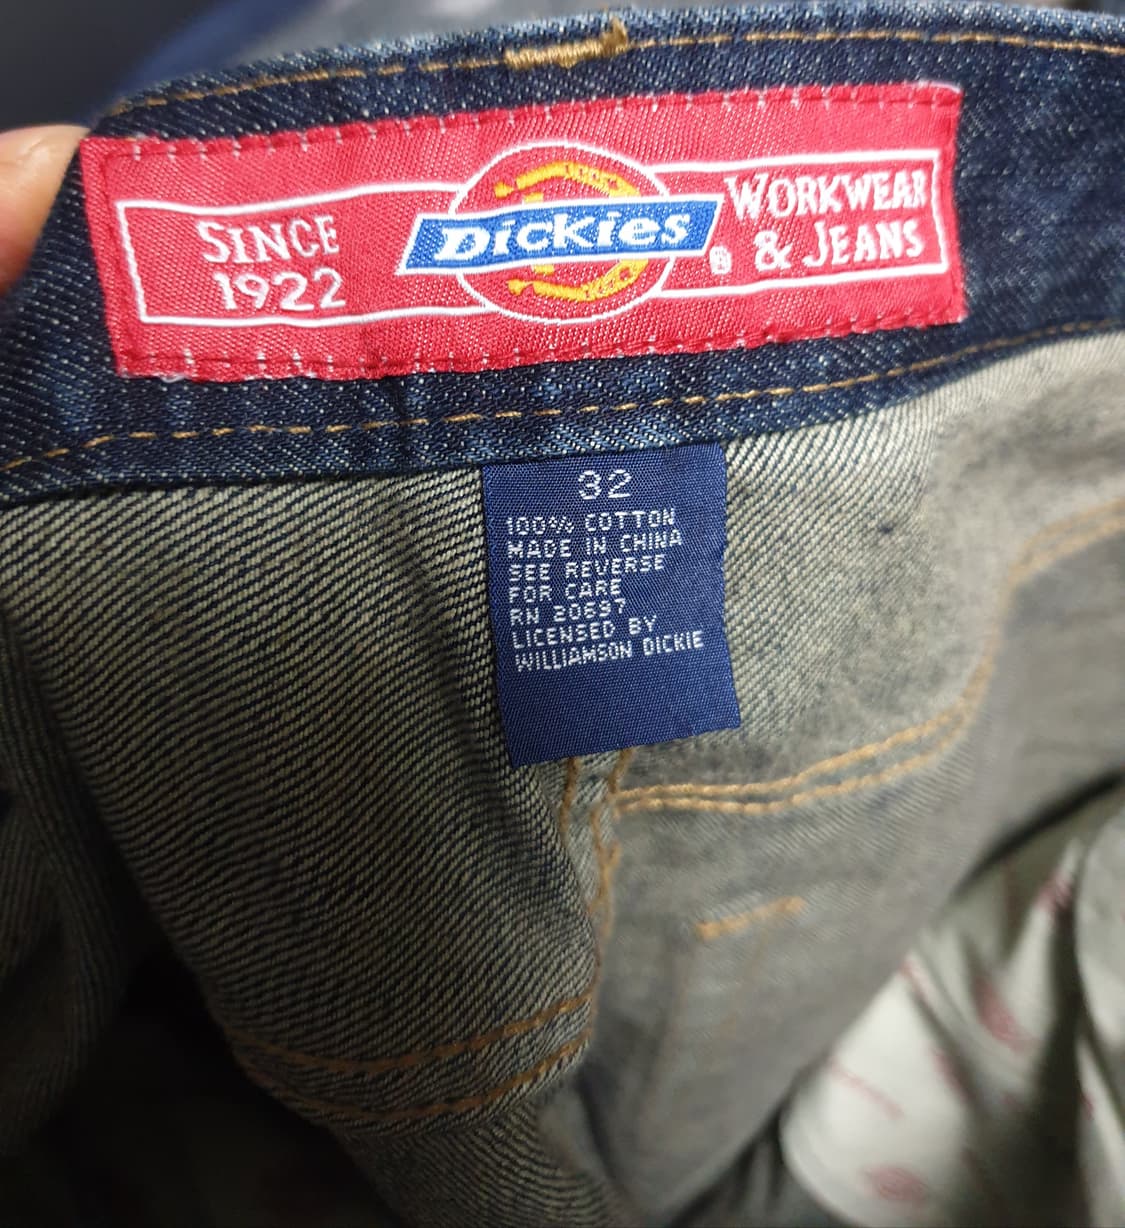 SINCE
1922
Dickies
®
WORKWEAR
& JEANS
32
100% COTTON
MADE IN CHINA
SEE REVERSE
FOR CARE
RN 20697
LICENSED BY
WILLIAMSON DICKIE